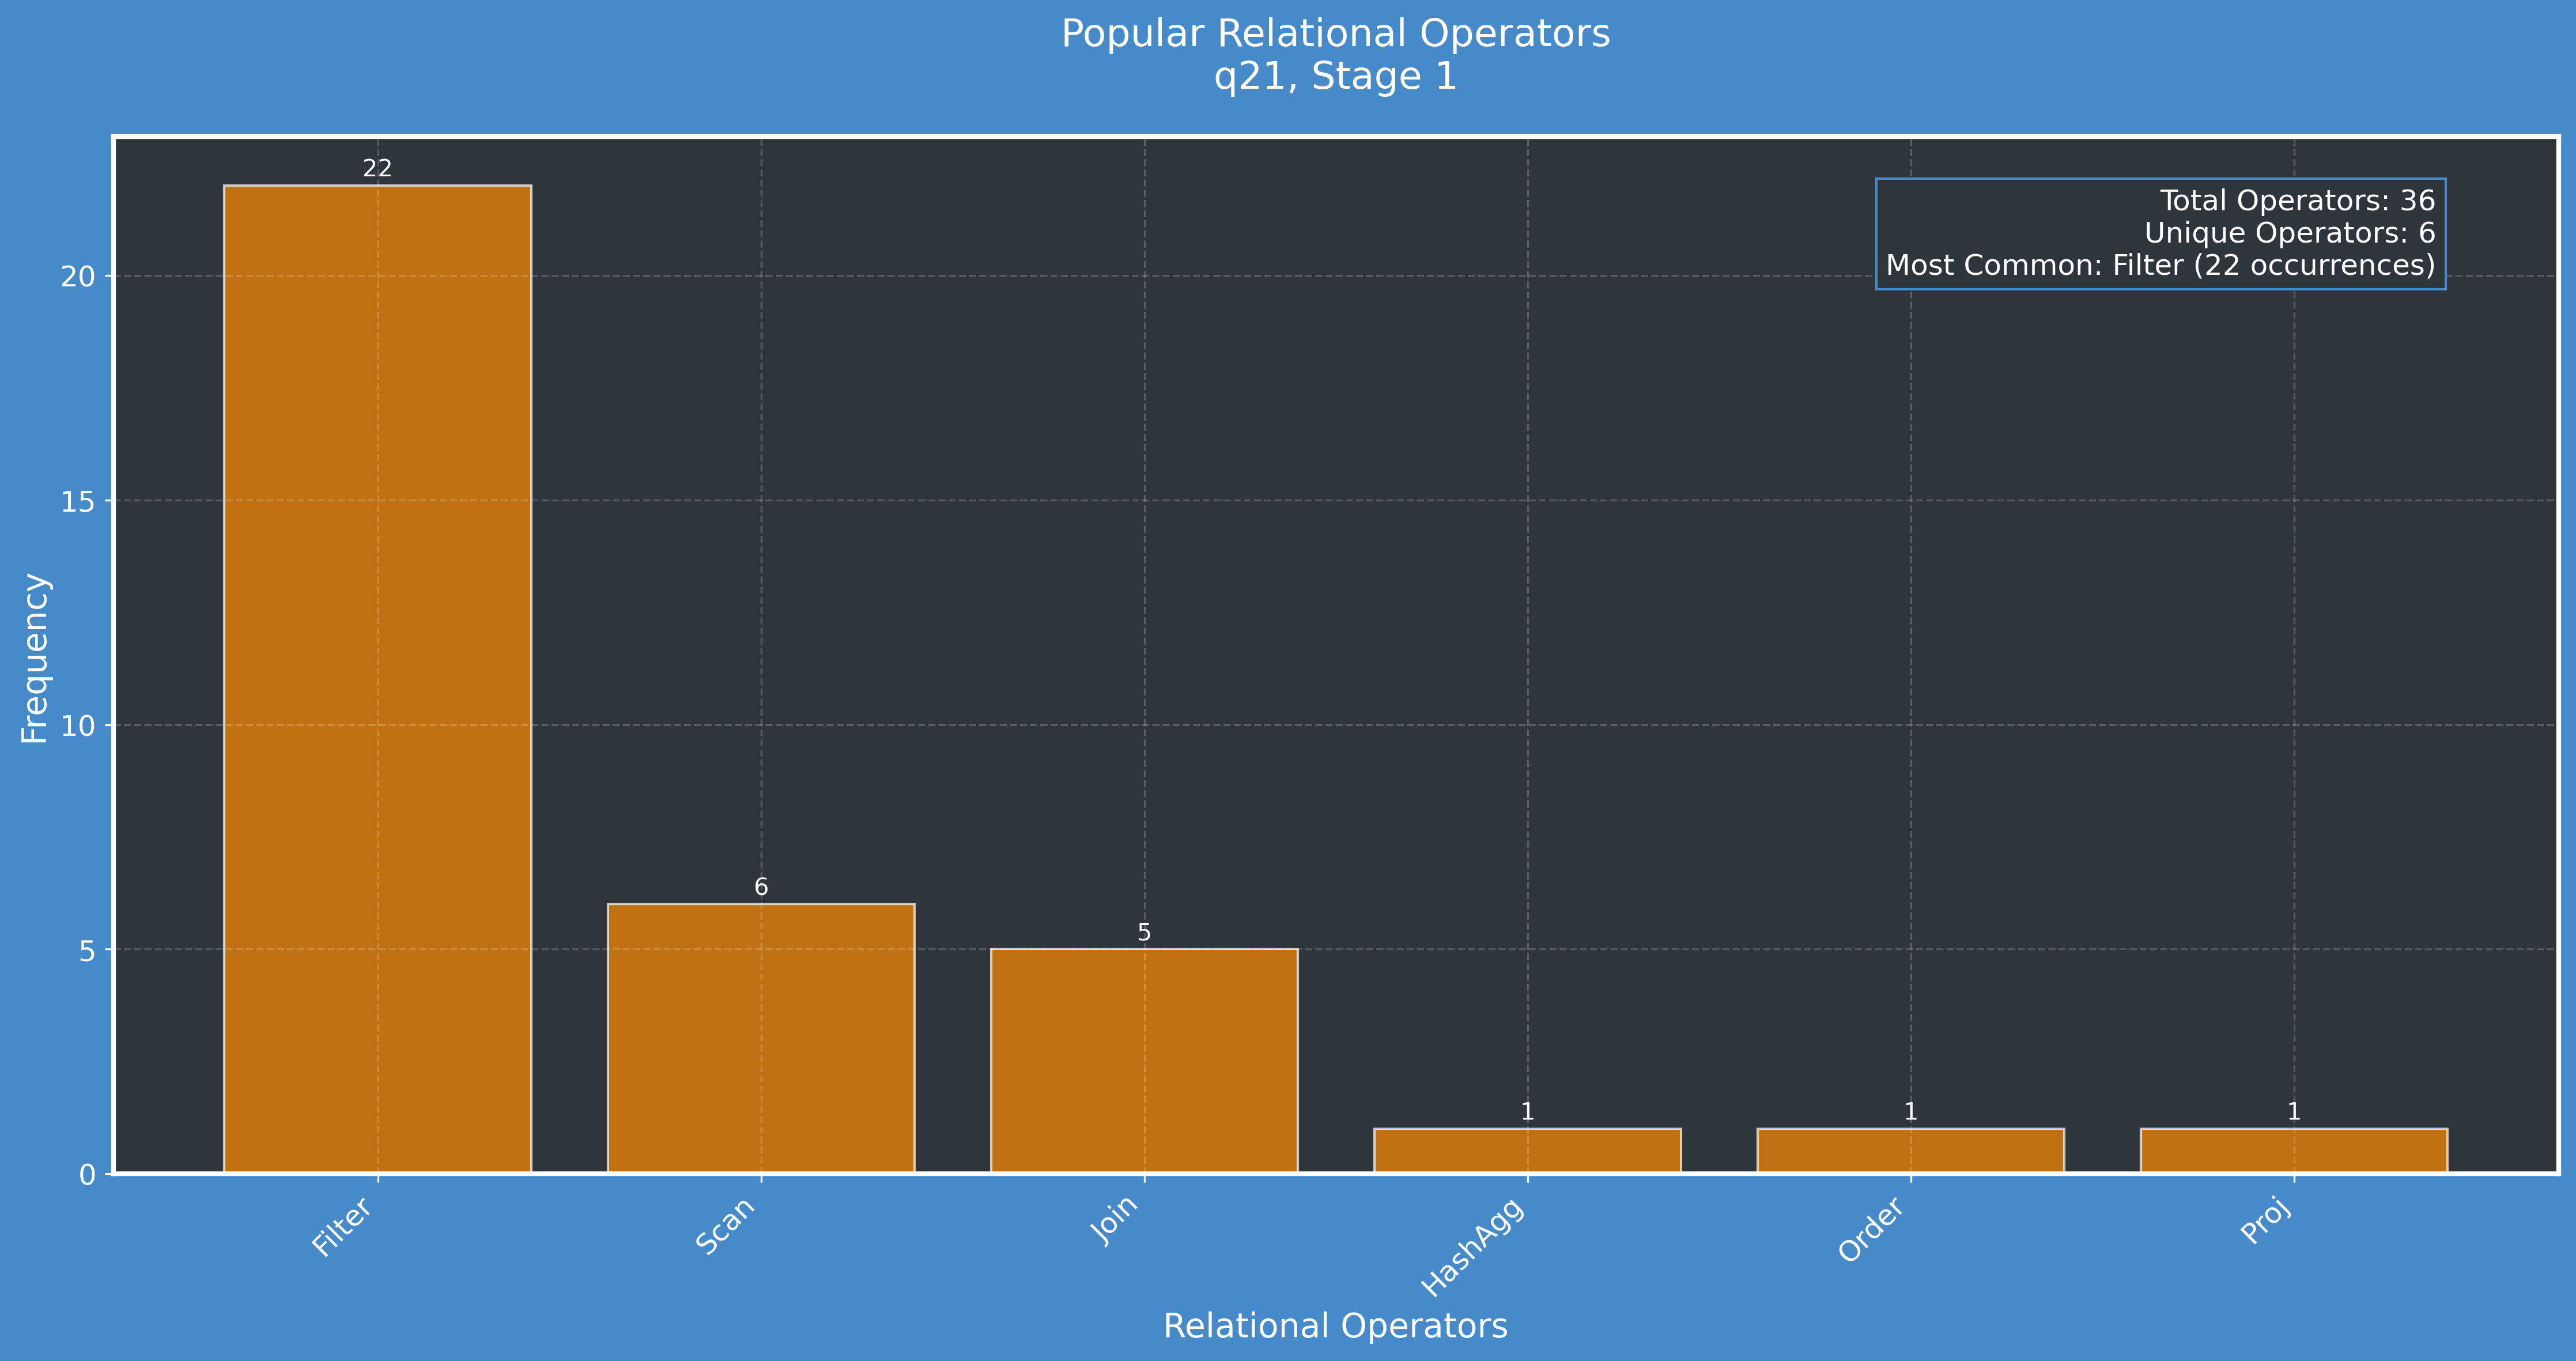 Popular Relational Operators
q21, Stage 1
22
Total Operators: 36
Unique Operators: 6
Most Common: Filter (22 occurrences)
20
15
Frequency
10
6
5
5
1
1
1
0
Filter
Scan
Join
HashAgg
Order
Proj
Relational Operators